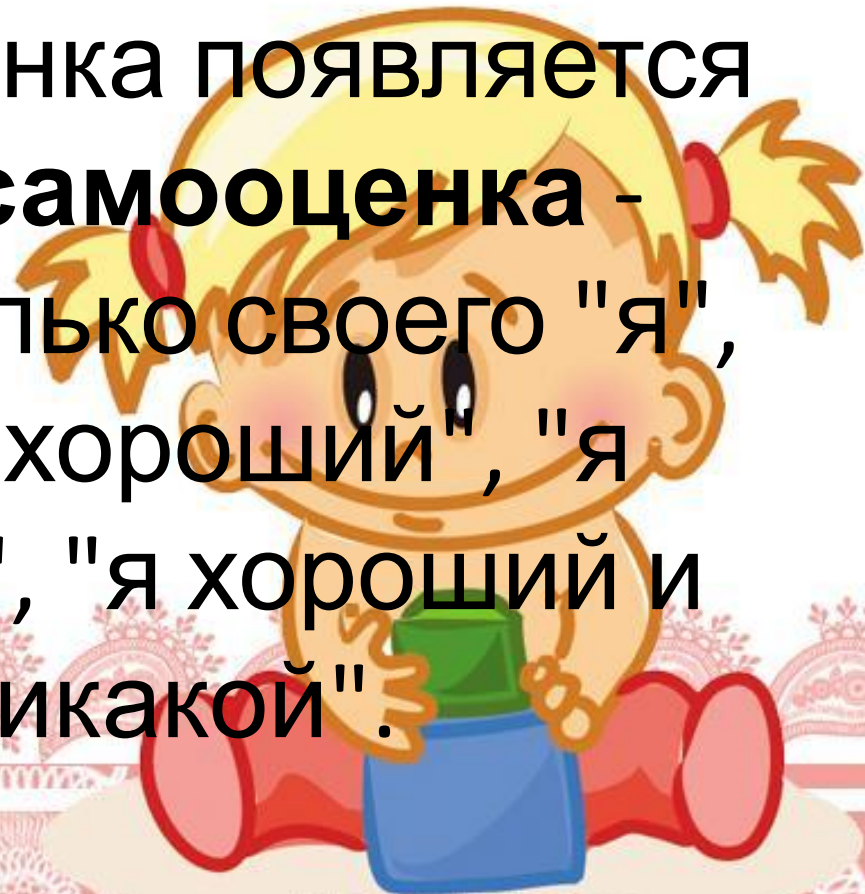 нка появляется
самооценка -
лько своего "я",
хороший", "я
", "я хороший и
икакой".